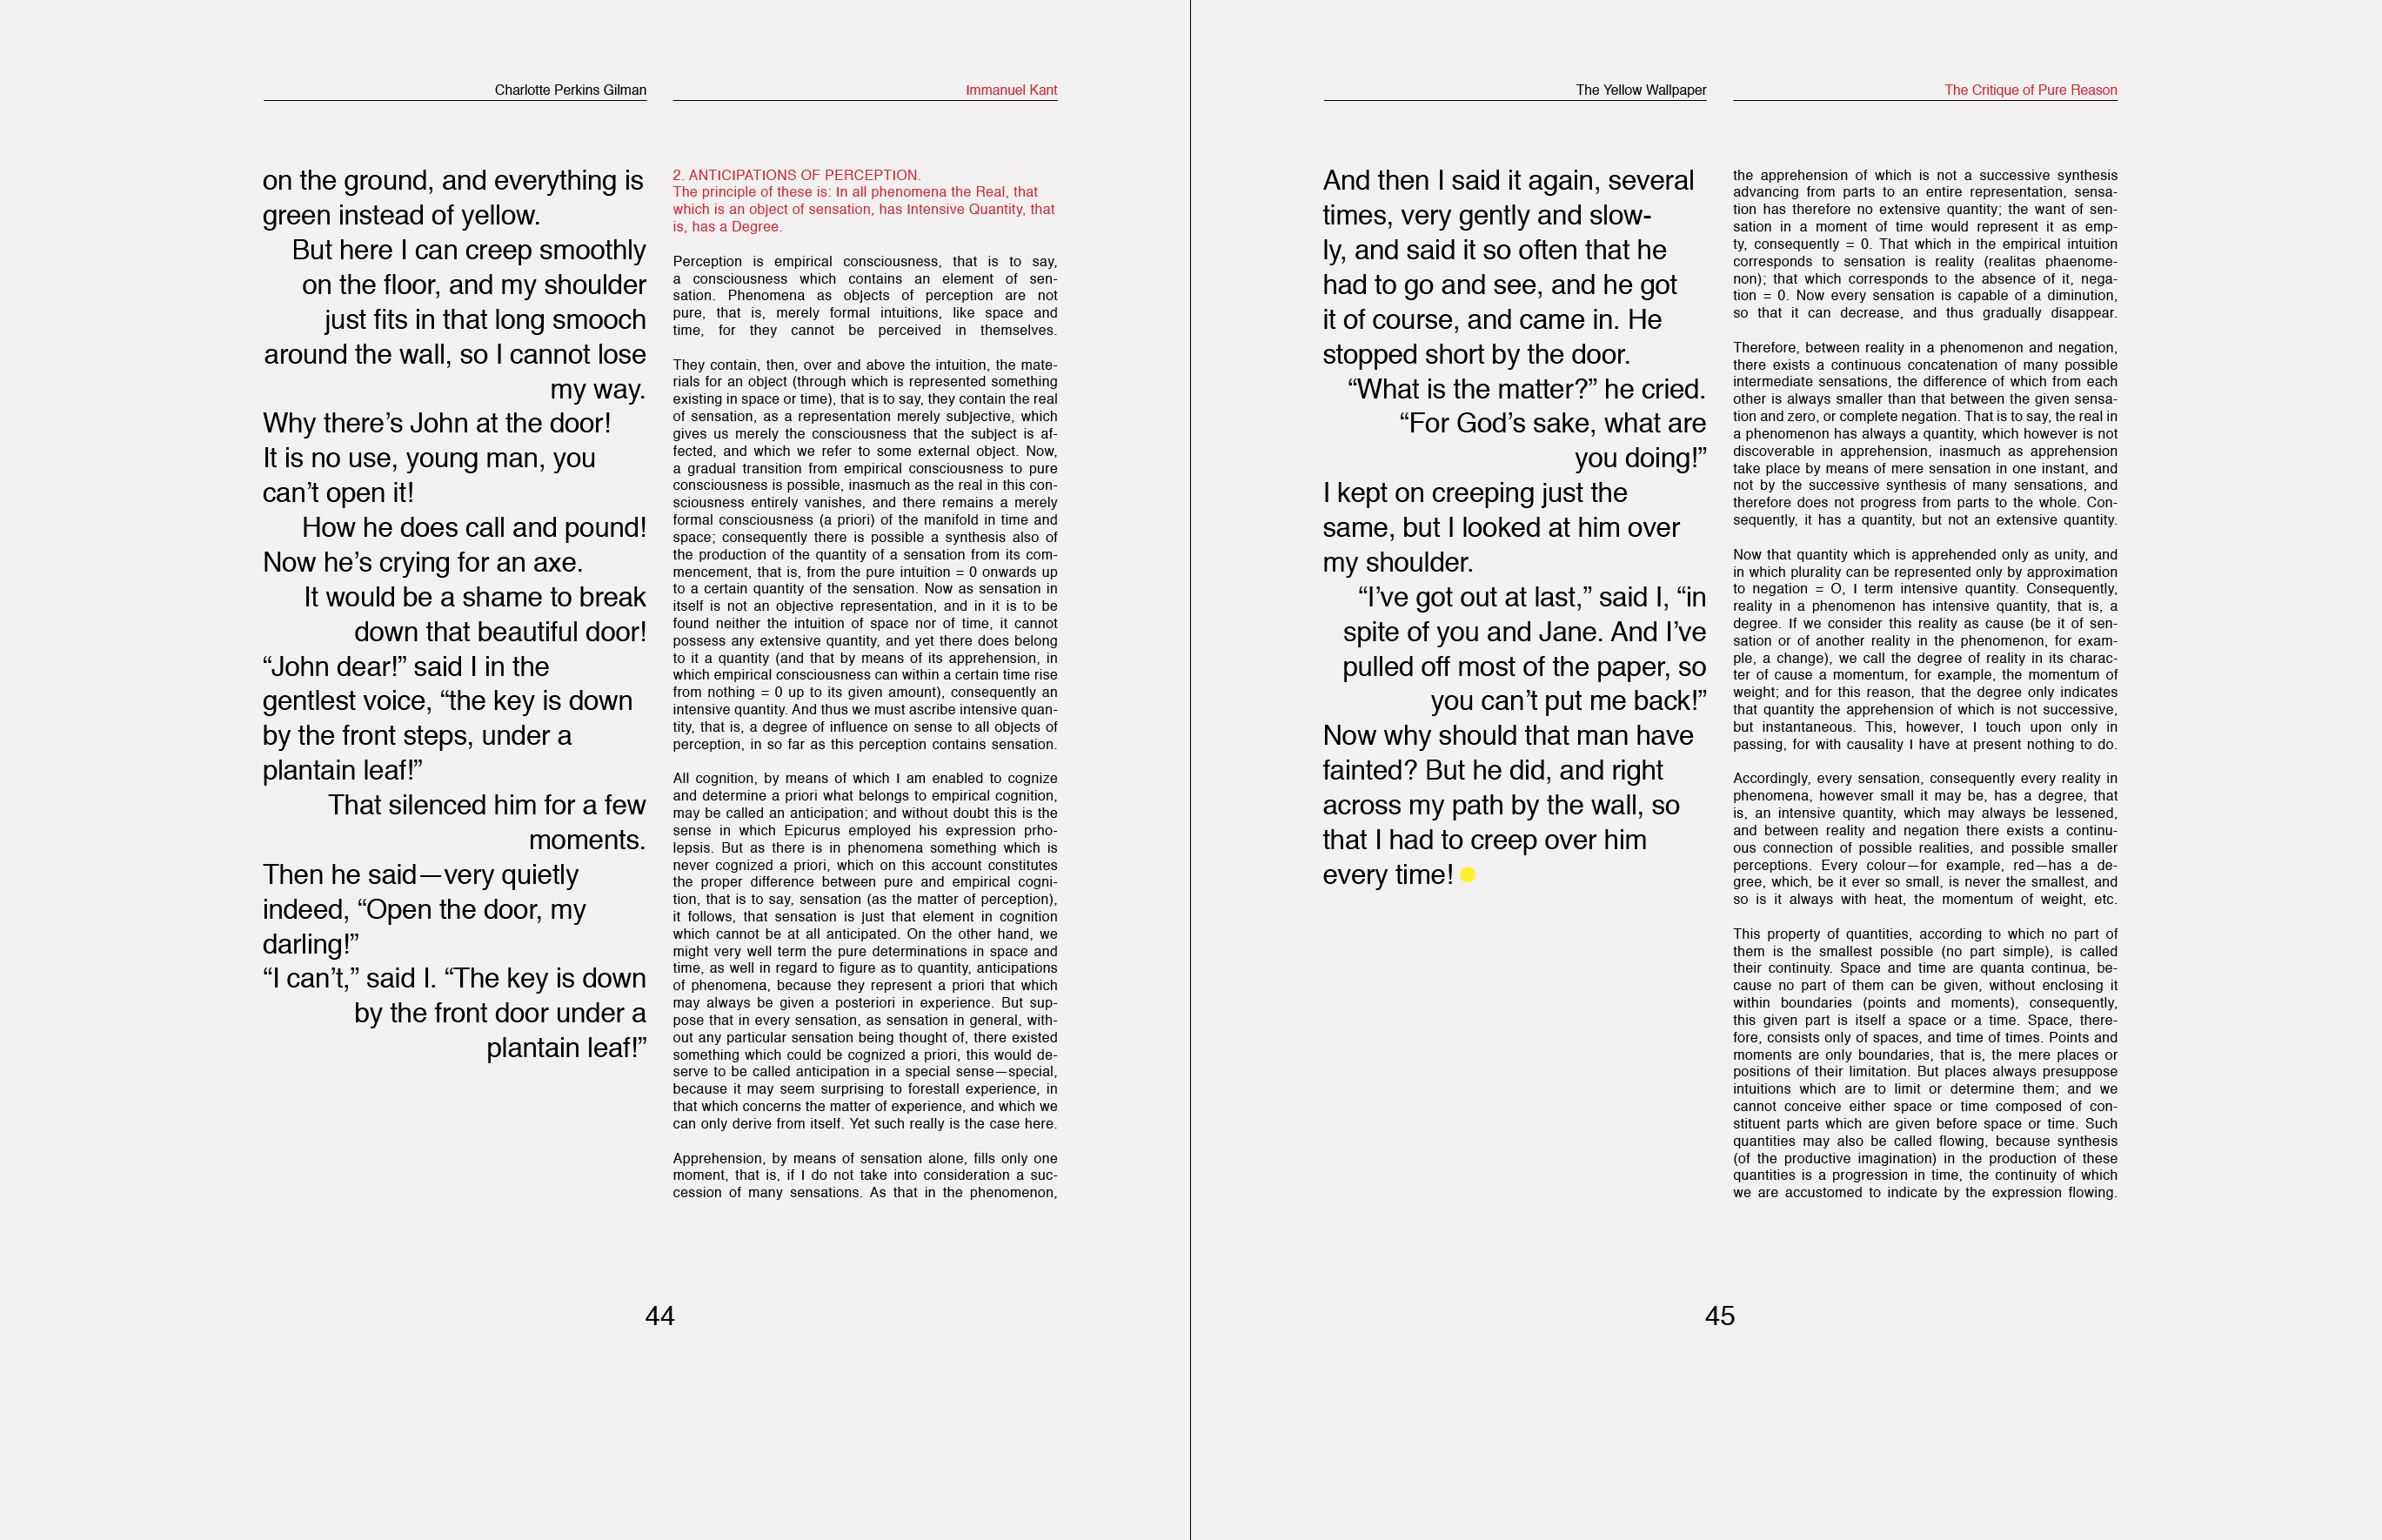 Charlotte Perkins Gilman
on the ground, and everything is
green instead of yellow.
But here I can creep smoothly
on the floor, and my shoulder
just fits in that long smooch
around the wall, so I cannot lose
my way.
Why there’s John at the door!
It is no use, young man, you
can’t open it!
How he does call and pound!
Now he’s crying for an axe.
It would be a shame to break
down that beautiful door!
“John dear!” said I in the
gentlest voice, “the key is down
by the front steps, under a
plantain leaf!”
That silenced him for a few
moments.
Then he said—very quietly
indeed, “Open the door, my
darling!”
“I can’t,” said I. “The key is down
by the front door under a
plantain leaf!”
Immanuel Kant
2. ANTICIPATIONS OF PERCEPTION.
The principle of these is: In all phenomena the Real, that
which is an object of sensation, has Intensive Quantity, that
is, has a Degree.
Perception is empirical consciousness, that is to say,
a consciousness which contains an element of sen-
sation. Phenomena as objects of perception are not
pure, that is, merely formal intuitions, like space and
time, for they cannot be perceived in themselves.
They contain, then, over and above the intuition, the mate-
rials for an object (through which is represented something
existing in space or time), that is to say, they contain the real
of sensation, as a representation merely subjective, which
gives us merely the consciousness that the subject is af-
fected, and which we refer to some external object. Now,
a gradual transition from empirical consciousness to pure
consciousness is possible, inasmuch as the real in this con-
sciousness entirely vanishes, and there remains a merely
formal consciousness (a priori) of the manifold in time and
space; consequently there is possible a synthesis also of
the production of the quantity of a sensation from its com-
mencement, that is, from the pure intuition = 0 onwards up
to a certain quantity of the sensation. Now as sensation in
itself is not an objective representation, and in it is to be
found neither the intuition of space nor of time, it cannot
possess any extensive quantity, and yet there does belong
to it a quantity (and that by means of its apprehension, in
which empirical consciousness can within a certain time rise
from nothing = 0 up to its given amount), consequently an
intensive quantity. And thus we must ascribe intensive quan-
tity, that is, a degree of influence on sense to all objects of
perception, in so far as this perception contains sensation.
All cognition, by means of which I am enabled to cognize
and determine a priori what belongs to empirical cognition,
may be called an anticipation; and without doubt this is the
sense in which Epicurus employed his expression prho-
lepsis. But as there is in phenomena something which is
never cognized a priori, which on this account constitutes
the proper difference between pure and empirical cogni-
tion, that is to say, sensation (as the matter of perception),
it follows, that sensation is just that element in cognition
which cannot be at all anticipated. On the other hand, we
might very well term the pure determinations in space and
time, as well in regard to figure as to quantity, anticipations
of phenomena, because they represent a priori that which
may always be given a posteriori in experience. But sup-
pose that in every sensation, as sensation in general, with-
out any particular sensation being thought of, there existed
something which could be cognized a priori, this would de-
serve to be called anticipation in a special sense—special,
because it may seem surprising to forestall experience, in
that which concerns the matter of experience, and which we
can only derive from itself. Yet such really is the case here.
Apprehension, by means of sensation alone, fills only one
moment, that is, if I do not take into consideration a suc-
cession of many sensations. As that in the phenomenon,
44
The Yellow Wallpaper
And then I said it again, several
times, very gently and slow-
ly, and said it so often that he
had to go and see, and he got
it of course, and came in. He
stopped short by the door.
“What is the matter?” he cried.
“For God’s sake, what are
you doing!”
I kept on creeping just the
same, but I looked at him over
my shoulder.
“I’ve got out at last,” said I, “in
spite of you and Jane. And I’ve
pulled off most of the paper, so
you can’t put me back!”
Now why should that man have
fainted? But he did, and right
across my path by the wall, so
that I had to creep over him
every time!
The Critique of Pure Reason
the apprehension of which is not a successive synthesis
advancing from parts to an entire representation, sensa-
tion has therefore no extensive quantity; the want of sen-
sation in a moment of time would represent it as emp-
ty, consequently = 0. That which in the empirical intuition
corresponds to sensation is reality (realitas phaenome-
non); that which corresponds to the absence of it, nega-
tion = 0. Now every sensation is capable of a diminution,
so that it can decrease, and thus gradually disappear.
Therefore, between reality in a phenomenon and negation,
there exists a continuous concatenation of many possible
intermediate sensations, the difference of which from each
other is always smaller than that between the given sensa-
tion and zero, or complete negation. That is to say, the real in
a phenomenon has always a quantity, which however is not
discoverable in apprehension, inasmuch as apprehension
take place by means of mere sensation in one instant, and
not by the successive synthesis of many sensations, and
therefore does not progress from parts to the whole. Con-
sequently, it has a quantity, but not an extensive quantity.
Now that quantity which is apprehended only as unity, and
in which plurality can be represented only by approximation
to negation = O, I term intensive quantity. Consequently,
reality in a phenomenon has intensive quantity, that is, a
degree. If we consider this reality as cause (be it of sen-
sation or of another reality in the phenomenon, for exam-
ple, a change), we call the degree of reality in its charac-
ter of cause a momentum, for example, the momentum of
weight; and for this reason, that the degree only indicates
that quantity the apprehension of which is not successive,
but instantaneous. This, however, I touch upon only in
passing, for with causality I have at present nothing to do.
Accordingly, every sensation, consequently every reality in
phenomena, however small it may be, has a degree, that
is, an intensive quantity, which may always be lessened,
and between reality and negation there exists a continu-
ous connection of possible realities, and possible smaller
perceptions. Every colour—for example, red—has a de-
gree, which, be it ever so small, is never the smallest, and
so is it always with heat, the momentum of weight, etc.
This property of quantities, according to which no part of
them is the smallest possible (no part simple), is called
their continuity. Space and time are quanta continua, be-
cause no part of them can be given, without enclosing it
within boundaries (points and moments), consequently,
this given part is itself a space or a time. Space, there-
fore, consists only of spaces, and time of times. Points and
moments are only boundaries, that is, the mere places or
positions of their limitation. But places always presuppose
intuitions which are to limit or determine them; and we
cannot conceive either space or time composed of con-
stituent parts which are given before space or time. Such
quantities may also be called flowing, because synthesis
(of the productive imagination) in the production of these
quantities is a progression in time, the continuity of which
we are accustomed to indicate by the expression flowing.
45